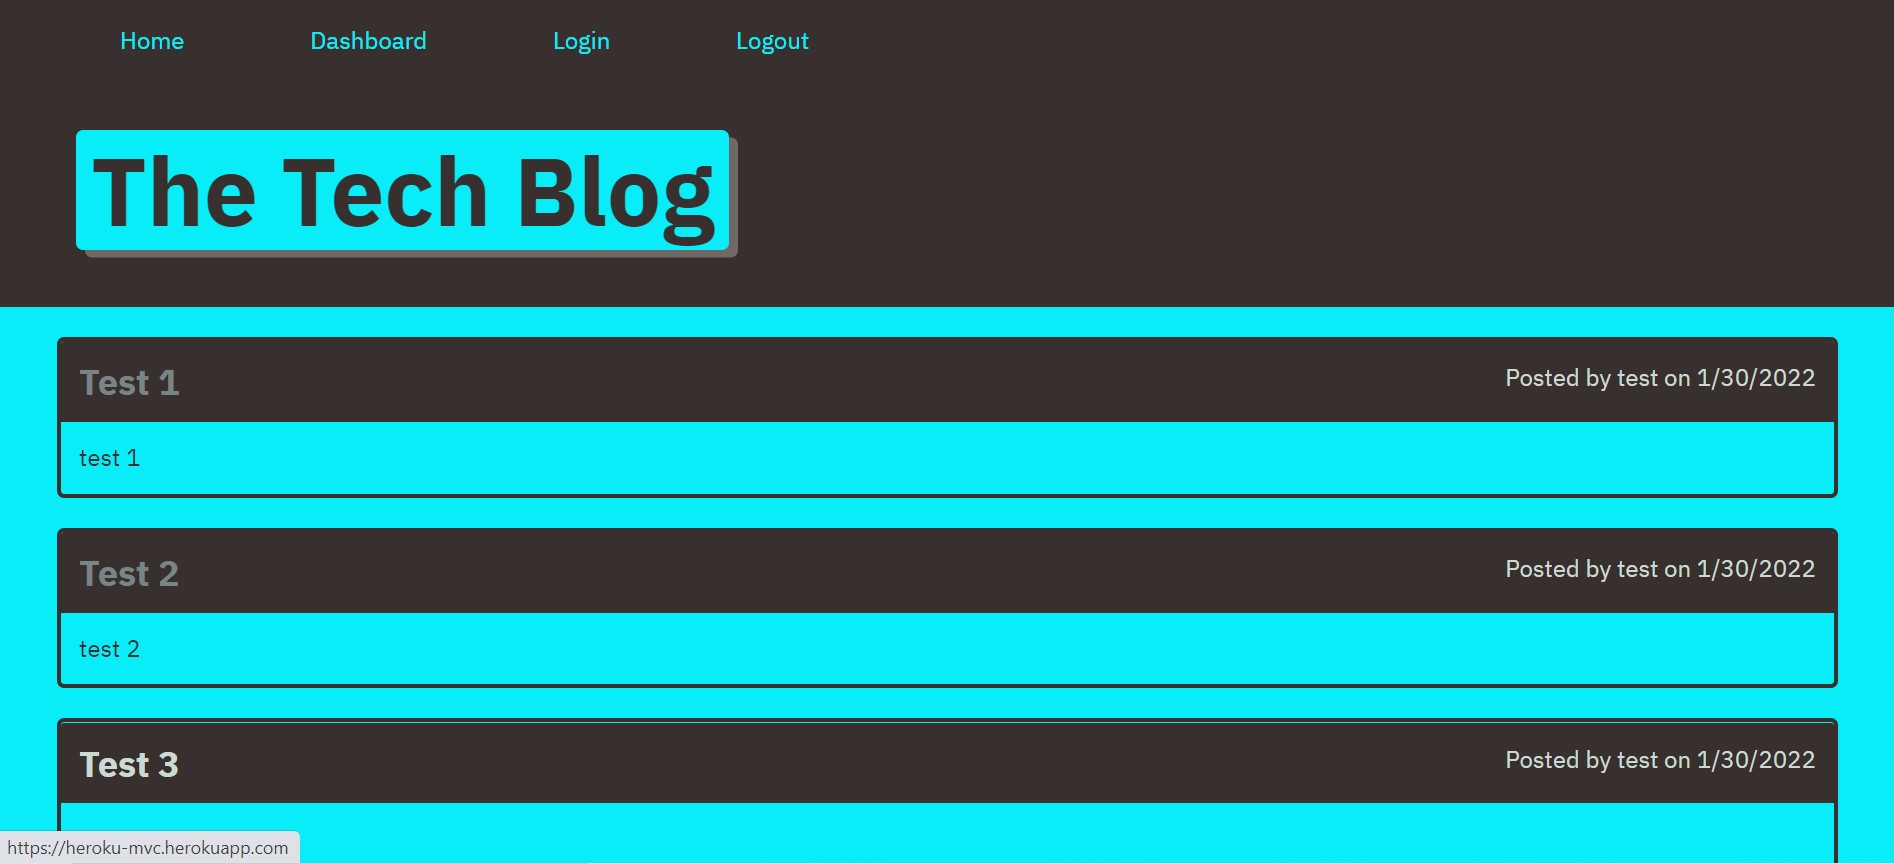 Home Dashboard Login Logout
The Tech Blog
Test 1 Posted by test on 1/30/2022
test 1
Test 2 Posted by test on 1/30/2022
test 2
Test 3 Posted by test on 1/30/2022
https://heroku-mvc.herokuapp.com